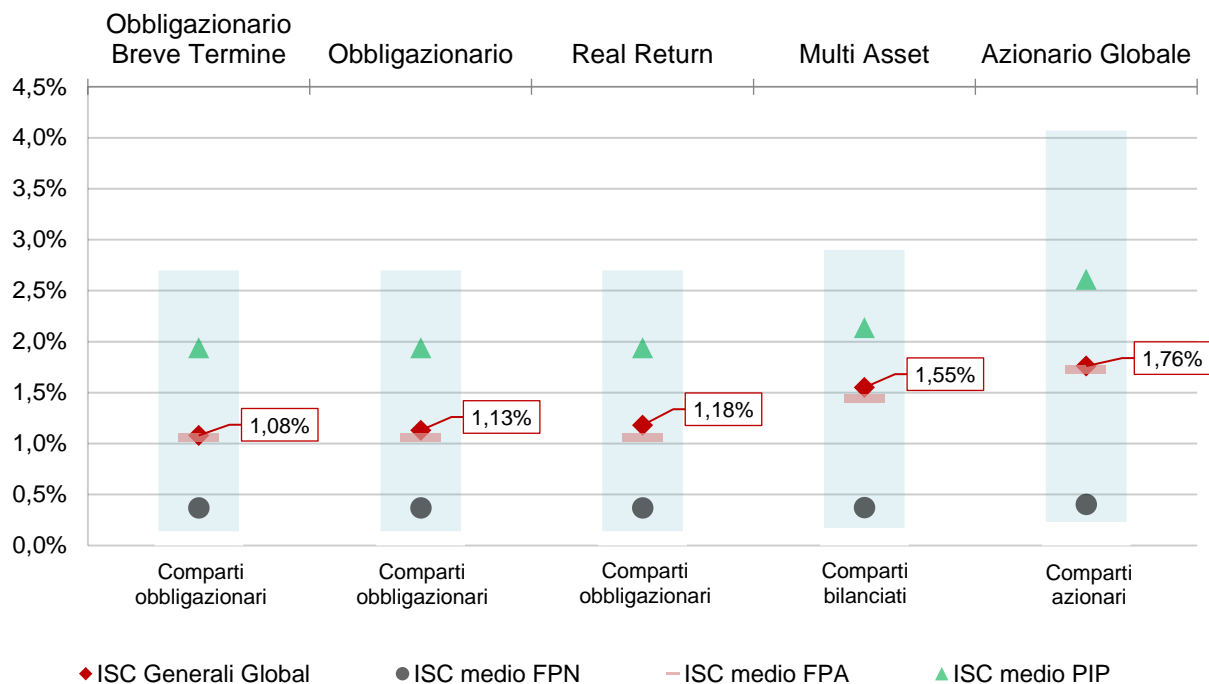 Obbligazionario
Breve Termine
Obbligazionario
Real Return
Multi Asset
Azionario Globale
4,5%
4,0%
3,5%
3,0%
2,5%
2,0%
1,5%
1,0%
0,5%
0,0%
1,08%
1,13%
1,18%
1,55%
1,76%
Comparti
obbligazionari
Comparti
obbligazionari
Comparti
obbligazionari
Comparti
bilanciati
Comparti
azionari
ISC Generali Global
ISC medio FPN
ISC medio FPA
ISC medio PIP